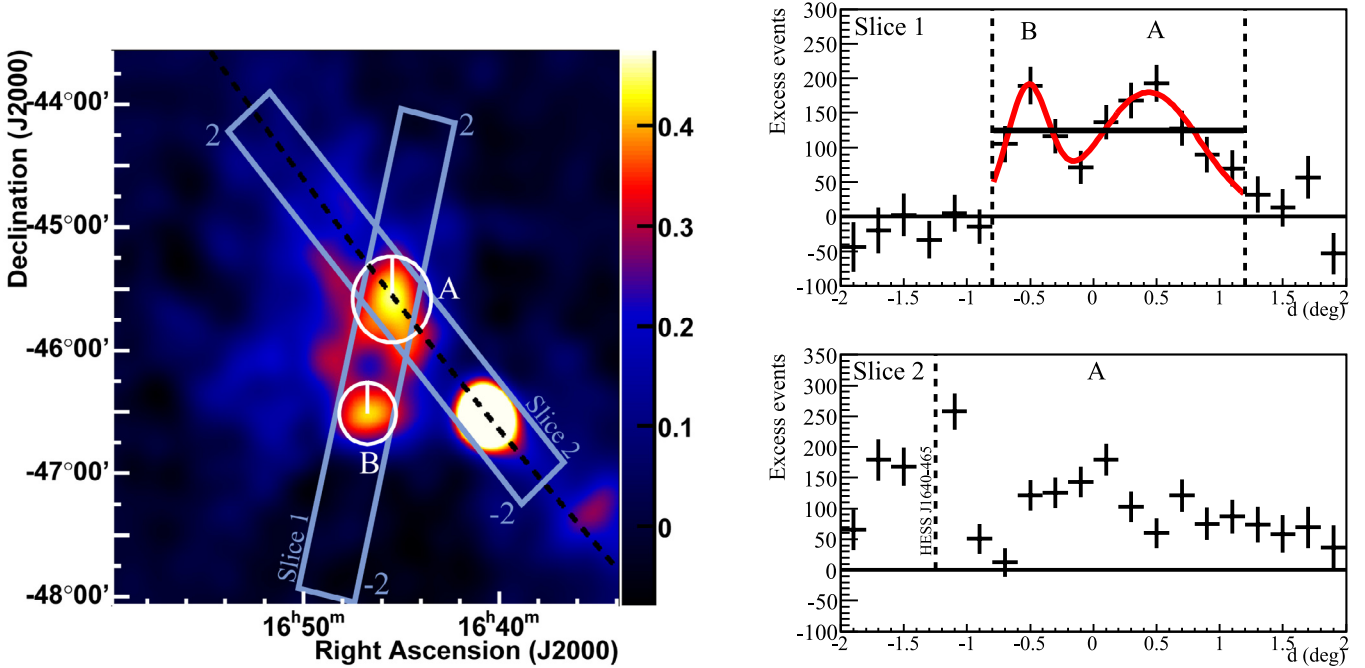 Declination (J2000)
-44°00'
-45°00'
-46°00'
-47°00'
-48°00'
16ʰ50ᵐ
16ʰ40ᵐ
Right Ascension (J2000)
2
2
A
B
Slice 1
Slice 2
-2
-2
0.4
0.3
0.2
0.1
0
Excess events
300
250
200
150
100
50
0
-50
-100
Slice 1
B
A
-2
-1.5
-1
-0.5
0
0.5
1
1.5
2
d (deg)
Excess events
350
300
250
200
150
100
50
0
-50
-100
Slice 2
A
HESS J1640-465
-2
-1.5
-1
-0.5
0
0.5
1
1.5
2
d (deg)